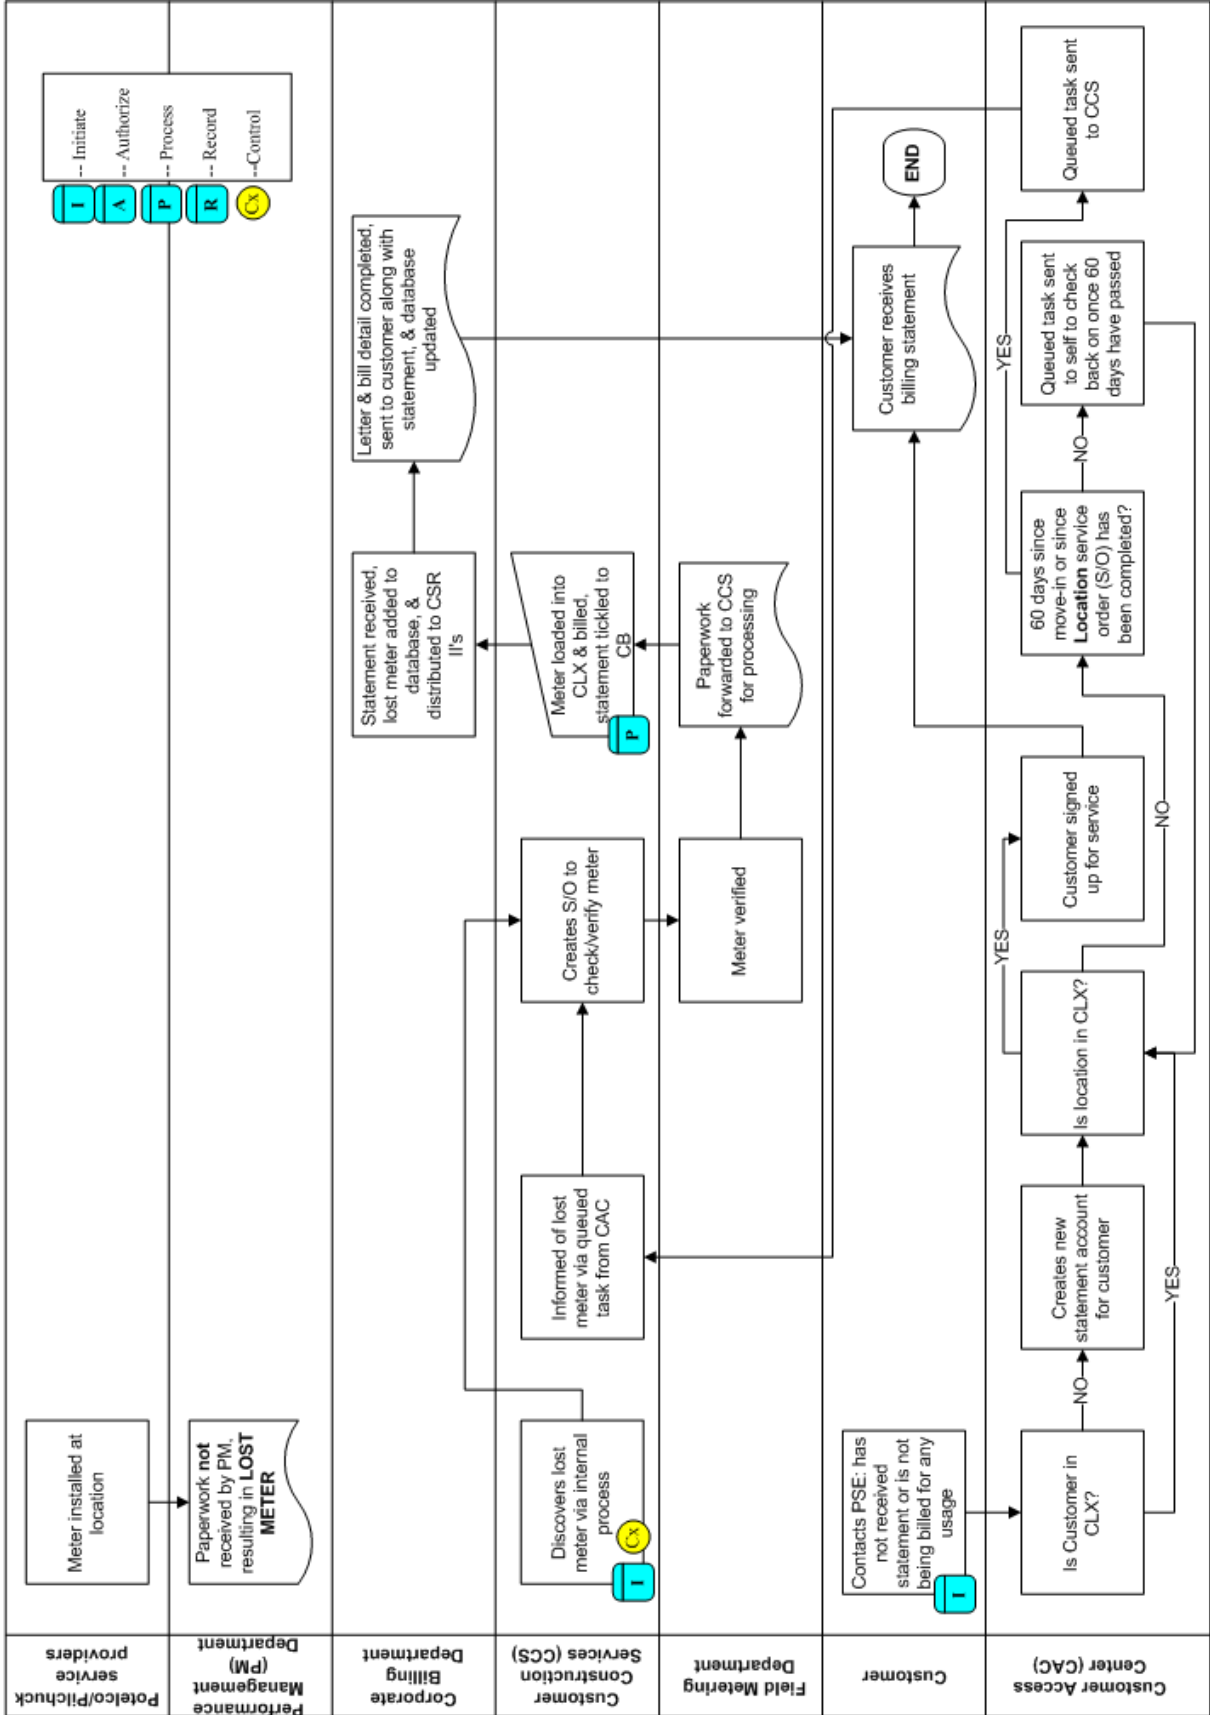 Potelco/Pilchuck
service
providers
Meter installed at
location
-- Initiate
-- Authorize
-- Process
-- Record
--Control
I
A
P
R
Cx
Performance
Management
Department
(PM)
Paperwork not
received by PM,
resulting in LOST
METER
Corporate
Billing
Department
Statement received,
lost meter added to
database, &
distributed to CSR
II's
Letter & bill detail completed,
sent to customer along with
statement, & database
updated
Customer
Construction
Services (CCS)
Discovers lost
meter via internal
process
I
Cx
Informed of lost
meter via queued
task from CAC
Creates S/O to
check/verify meter
Meter loaded into
CLX & billed,
statement tickled to
CB
P
Field Metering
Department
Meter verified
Paperwork
forwarded to CCS
for processing
Customer
Contacts PSE: has
not received
statement or is not
being billed for any
usage
I
Customer receives
billing statement
END
Customer Access
Center (CAC)
Is Customer in
CLX?
NO
YES
Creates new
statement account
for customer
Is location in CLX?
YES
NO
Customer signed
up for service
60 days since
move-in or since
Location service
order (S/O) has
been completed?
NO
YES
Queued task sent
to self to check
back on once 60
days have passed
Queued task sent
to CCS